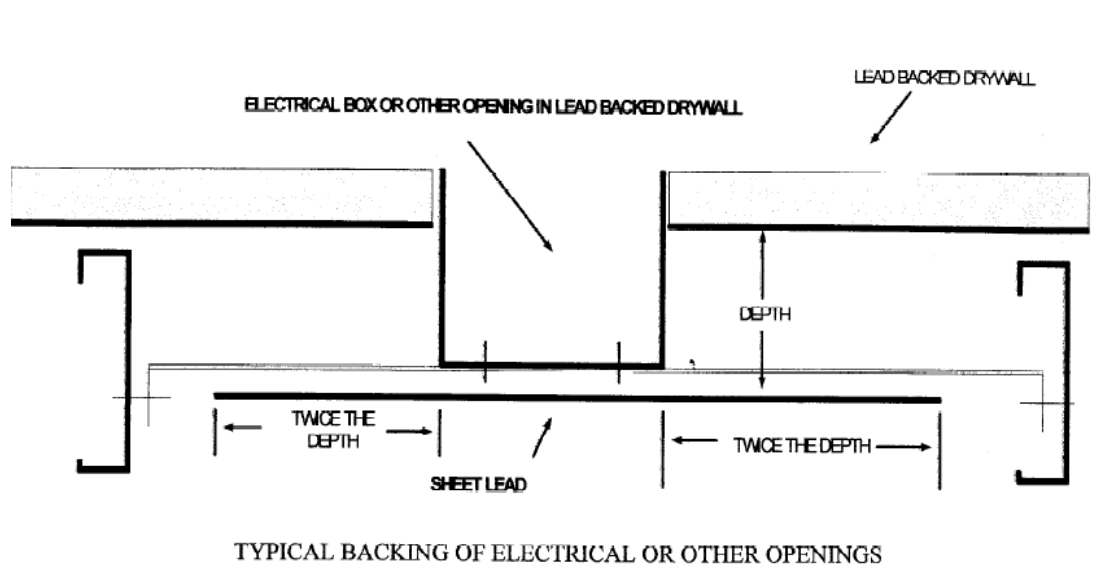 LEAD BACKED DRYWALL
ELECTRICAL BOX OR OTHER OPENING IN LEAD BACKED DRYWALL
DEPTH
TWICE THE
DEPTH
TWICE THE DEPTH
SHEET LEAD
TYPICAL BACKING OF ELECTRICAL OR OTHER OPENINGS